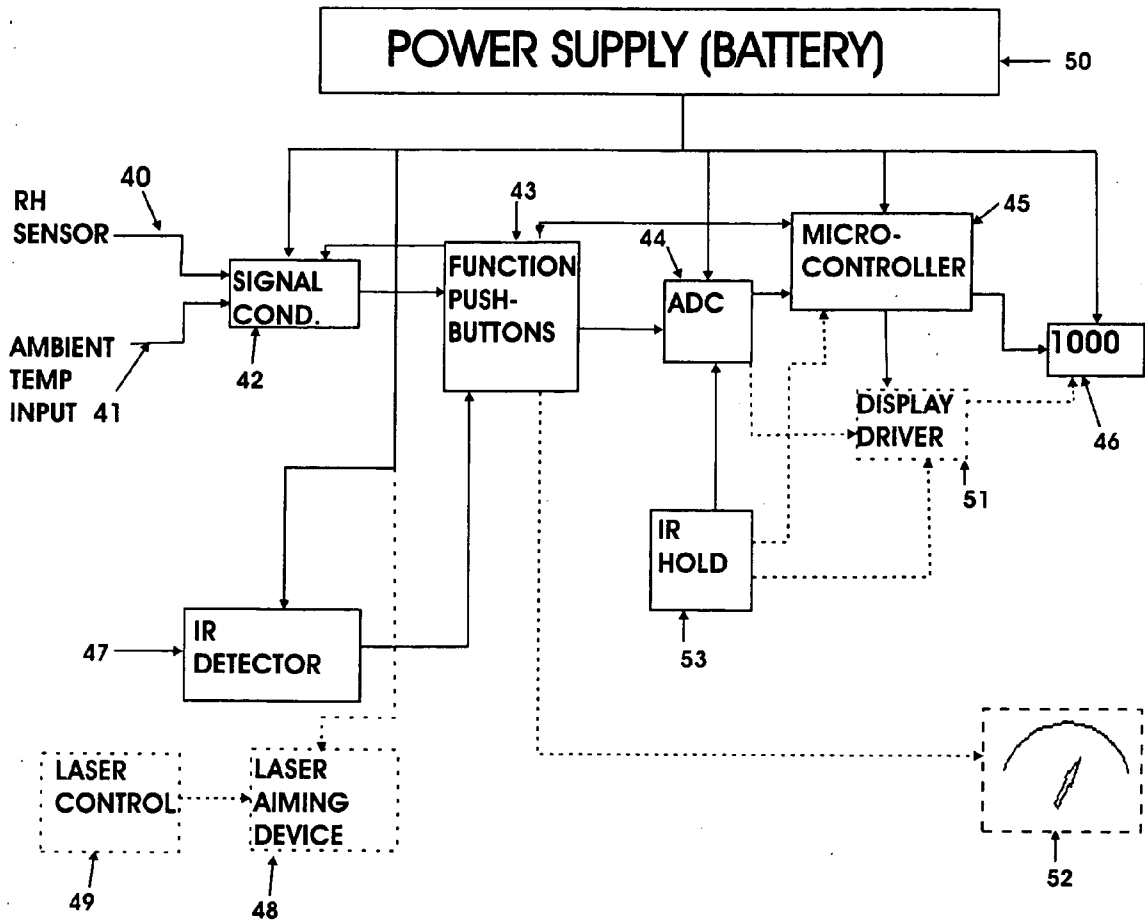 POWER SUPPLY (BATTERY)
50
40
RH
SENSOR
43
45
44
MICRO-
CONTROLLER
FUNCTION
PUSH-
BUTTONS
SIGNAL
COND.
ADC
1000
AMBIENT
TEMP
INPUT 41
42
DISPLAY
DRIVER
46
51
IR
HOLD
47
IR
DETECTOR
53
LASER
CONTROL
LASER
AIMING
DEVICE
49
48
52